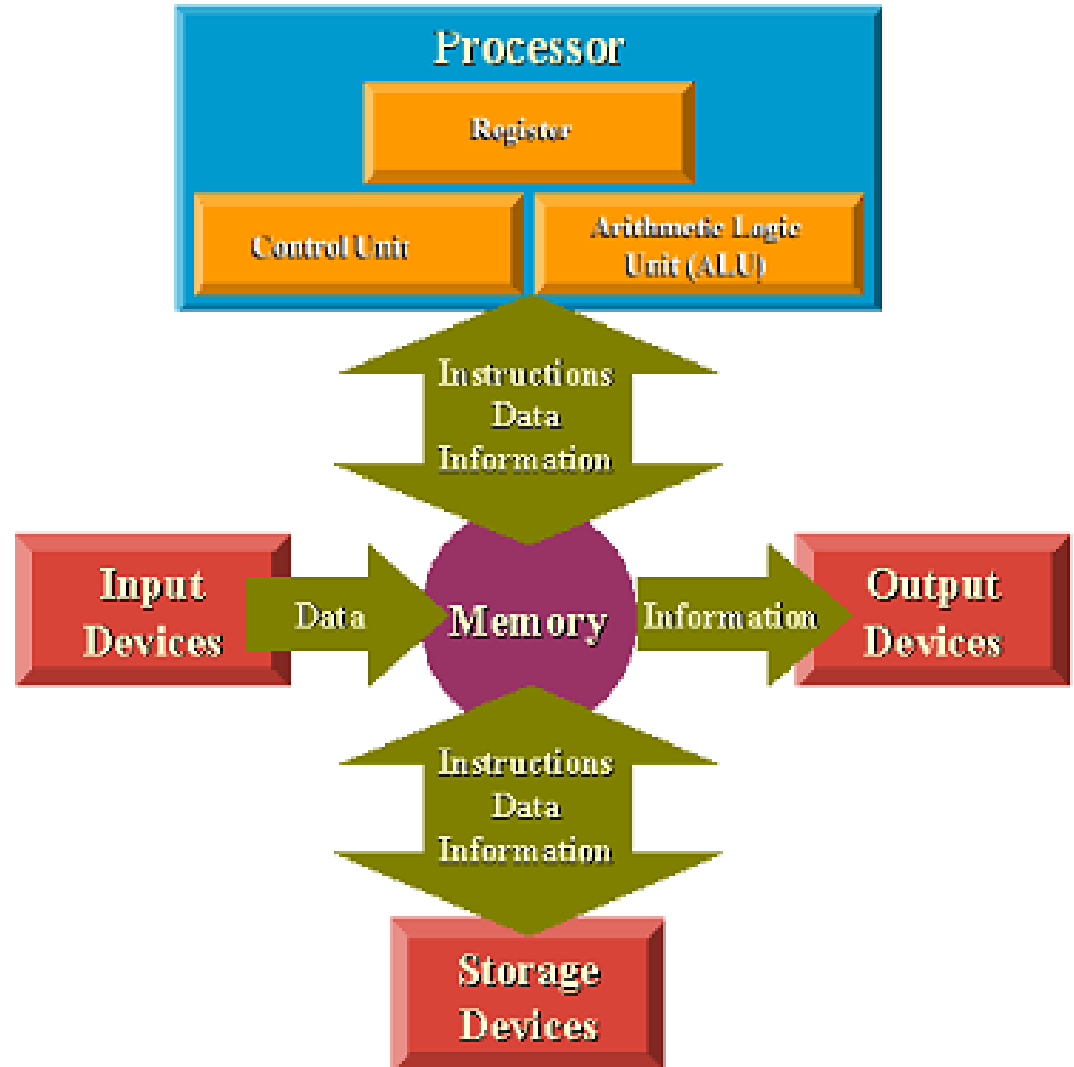 Processor
Register
Control Unit
Arithmetic Logic
Unit (ALU)
Instructions
Data
Information
Input
Devices
Data
Memory
Information
Output
Devices
Instructions
Data
Information
Storage
Devices